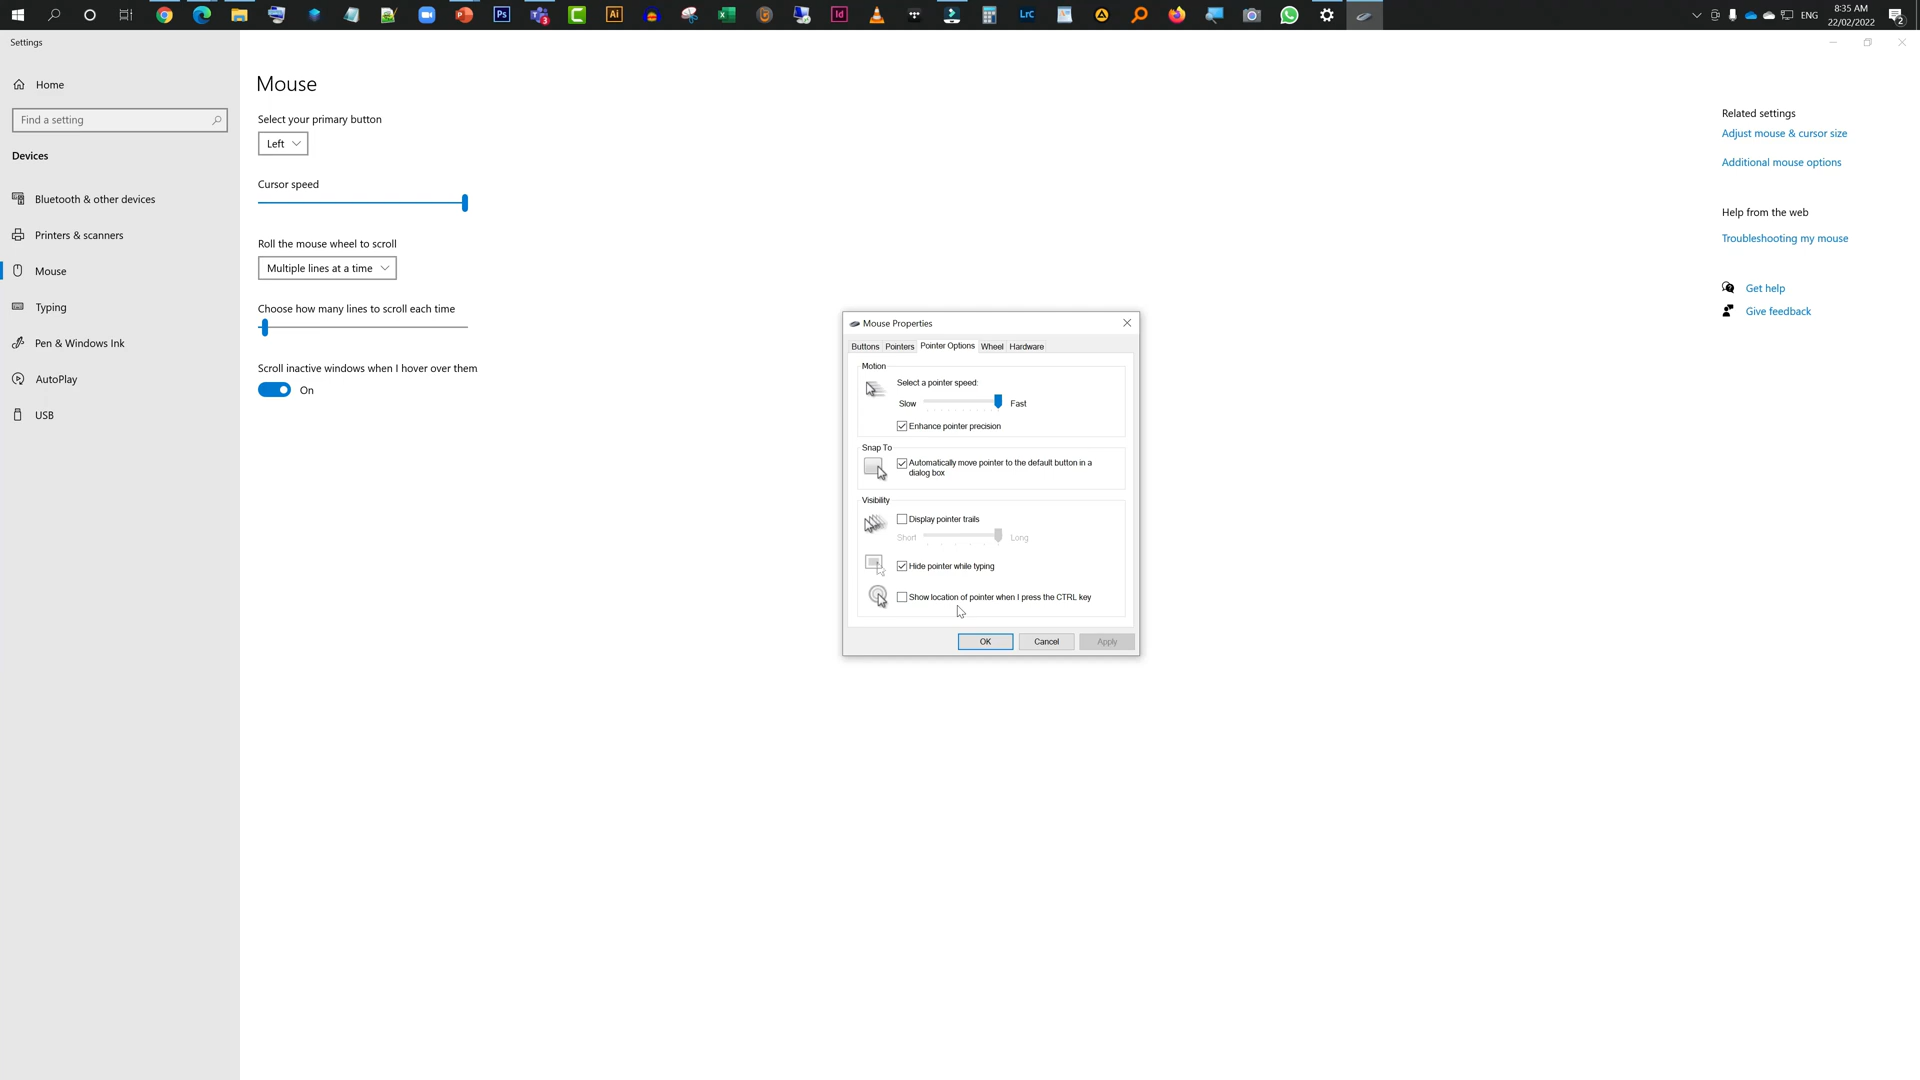 8:35 AM
ENG
22/02/2022
2
Ps
3
Ai
Id
LrC
Settings
Home
Find a setting
Devices
Bluetooth & other devices
Printers & scanners
Mouse
Typing
Pen & Windows Ink
AutoPlay
USB
Mouse
Select your primary button
Left
Cursor speed
Roll the mouse wheel to scroll
Multiple lines at a time
Choose how many lines to scroll each time
Scroll inactive windows when I hover over them
On
Mouse Properties
Buttons Pointers Pointer Options Wheel Hardware
Motion
Select a pointer speed:
Slow Fast
Enhance pointer precision
Snap To
Automatically move pointer to the default button in a
dialog box
Visibility
Display pointer trails
Short Long
Hide pointer while typing
Show location of pointer when I press the CTRL key
OK Cancel Apply
Related settings
Adjust mouse & cursor size
Additional mouse options
Help from the web
Troubleshooting my mouse
Get help
Give feedback